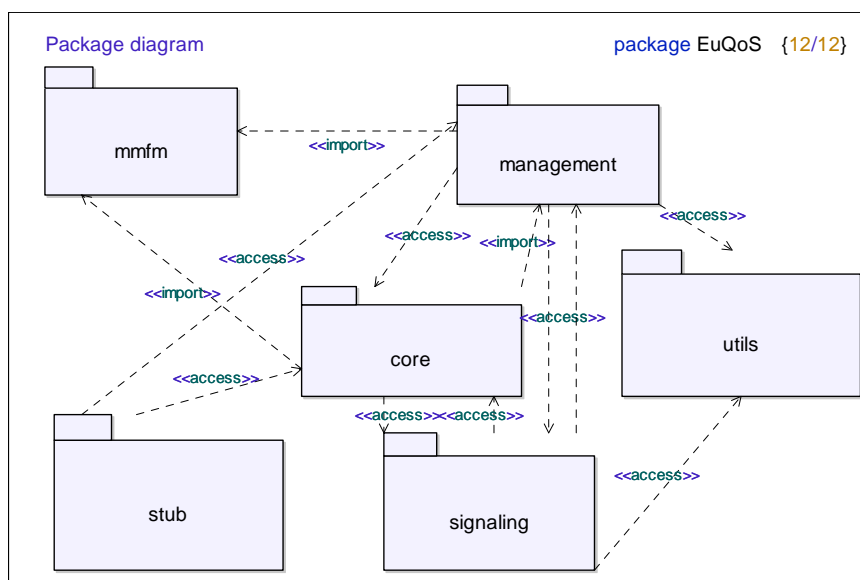 Package diagram
package EuQoS {12/12}
mmfm
<<import>>
management
<<access>>
<<access>>
<<import>>
<<access>>
<<import>>
<<access>>
utils
core
<<access>>
<<access>>
<<access>>
<<access>>
stub
signaling